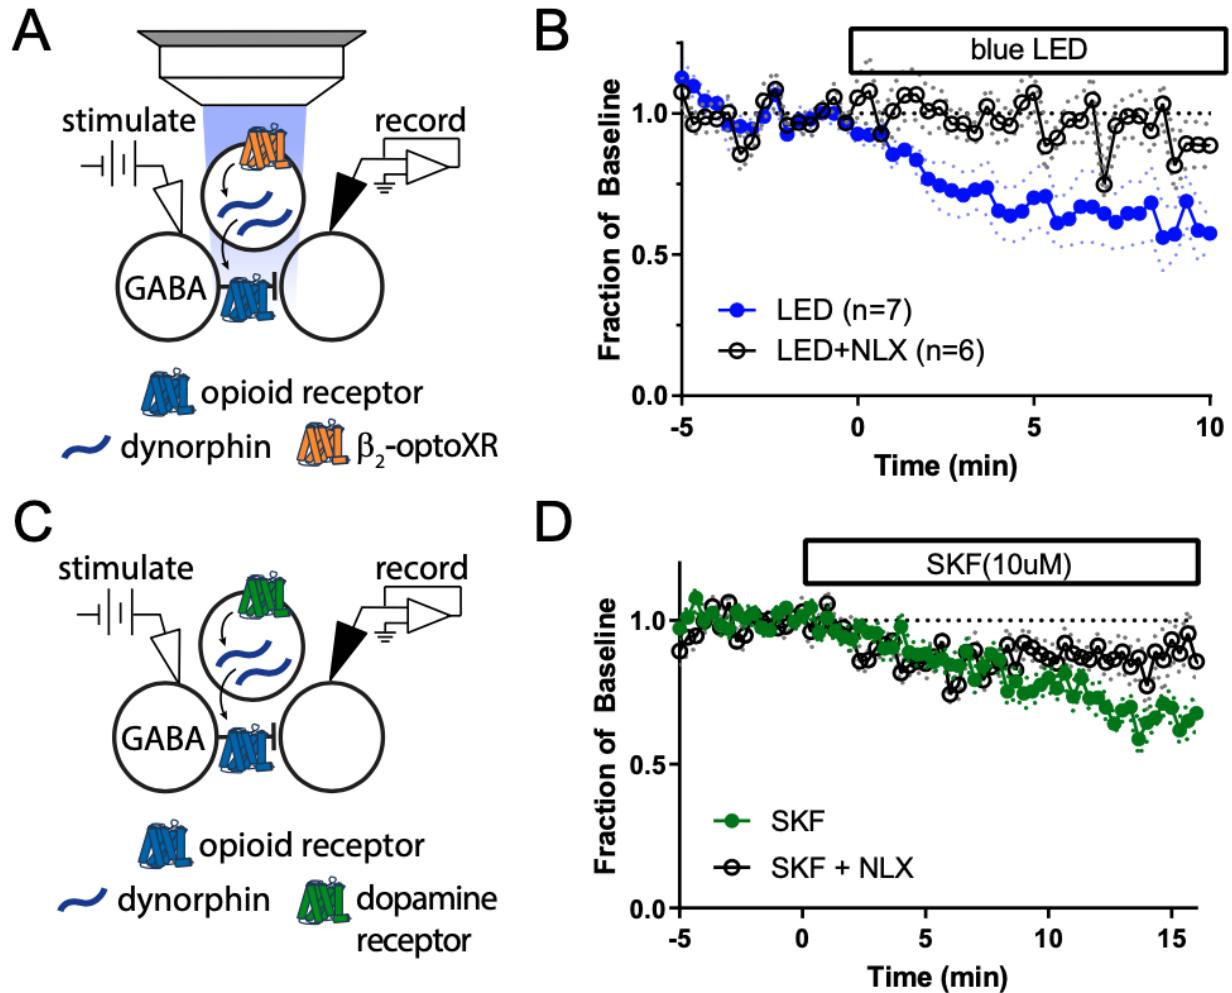 A
stimulate
record
GABA
opioid receptor
dynorphin
β2-optoXR
B
blue LED
Fraction of Baseline
1.0
0.5
0.0
LED (n=7)
LED+NLX (n=6)
-5
0
5
10
Time (min)
C
stimulate
record
GABA
opioid receptor
dynorphin
dopamine
receptor
D
SKF(10uM)
Fraction of Baseline
1.0
0.5
0.0
SKF
SKF + NLX
-5
0
5
10
15
Time (min)